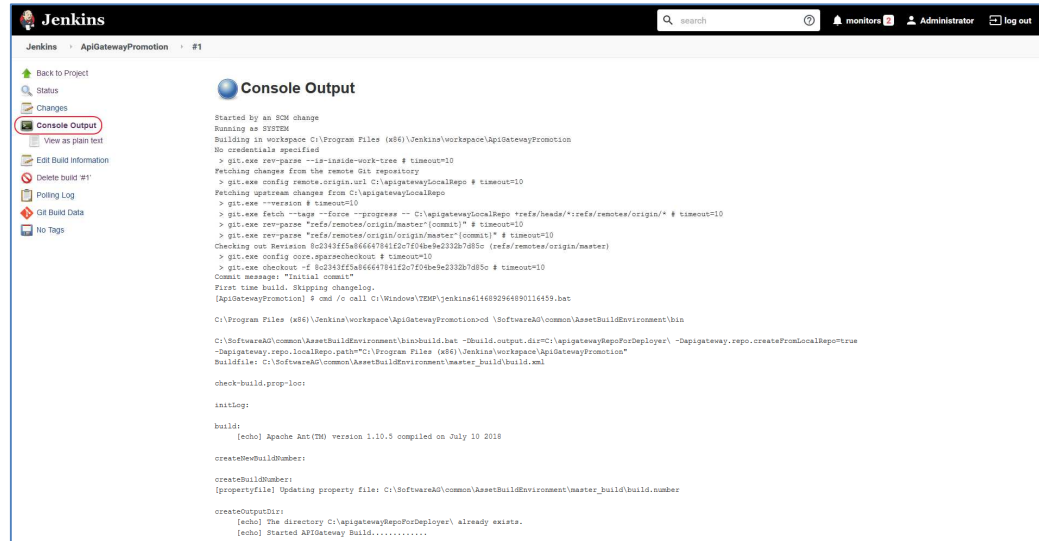 Jenkins
search
monitors 2
Administrator
log out
Jenkins
ApiGatewayPromotion
#1
Back to Project
Status
Changes
Console Output
View as plain text
Edit Build Information
Delete build '#1'
Polling Log
Git Build Data
No Tags
Console Output
Started by an SCM change
Running as SYSTEM
Building in workspace C:\Program Files (x86)\Jenkins\workspace\ApiGatewayPromotion
No credentials specified
> git.exe rev-parse --is-inside-work-tree # timeout=10
Fetching changes from the remote Git repository
> git.exe config remote.origin.url C:\apigatewayLocalRepo # timeout=10
Fetching upstream changes from C:\apigatewayLocalRepo
> git.exe --version # timeout=10
> git.exe fetch --tags --force --progress -- C:\apigatewayLocalRepo +refs/heads/*:refs/remotes/origin/* # timeout=10
> git.exe rev-parse "refs/remotes/origin/master^{commit}" # timeout=10
> git.exe rev-parse "refs/remotes/origin/origin/master^{commit}" # timeout=10
Checking out Revision 8c2343ff5a866647841f2c7f04be9e2332b7d85c (refs/remotes/origin/master)
> git.exe config core.sparsecheckout # timeout=10
> git.exe checkout -f 8c2343ff5a866647841f2c7f04be9e2332b7d85c # timeout=10
Commit message: "Initial commit"
First time build. Skipping changelog.
[ApiGatewayPromotion] $ cmd /c call C:\Windows\TEMP\jenkins6146892964890116459.bat
C:\Program Files (x86)\Jenkins\workspace\ApiGatewayPromotion>cd \SoftwareAG\common\AssetBuildEnvironment\bin
C:\SoftwareAG\common\AssetBuildEnvironment\bin>build.bat -Dbuild.output.dir=C:\apigatewayRepoForDeployer\ -Dapigateway.repo.createFromLocalRepo=true
-Dapigateway.repo.localRepo.path="C:\Program Files (x86)\Jenkins\workspace\ApiGatewayPromotion"
Buildfile: C:\SoftwareAG\common\AssetBuildEnvironment\master_build\build.xml
check-build.prop-loc:
initLog:
build:
[echo] Apache Ant(TM) version 1.10.5 compiled on July 10 2018
createNewBuildNumber:
createBuildNumber:
[propertyfile] Updating property file: C:\SoftwareAG\common\AssetBuildEnvironment\master_build\build.number
createOutputDir:
[echo] The directory C:\apigatewayRepoForDeployer\ already exists.
[echo] Started APIGateway Build.............